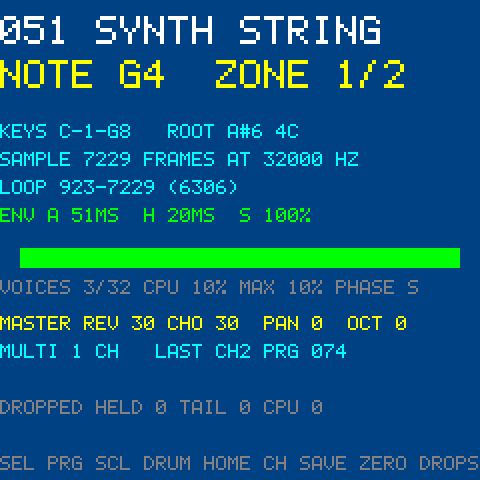 051 SYNTH STRING
NOTE G4 ZONE 1/2
KEYS C-1-G8 ROOT A#6 4C
SAMPLE 7229 FRAMES AT 32000 HZ
LOOP 923-7229 (6306)
ENV A 51MS H 20MS S 100%
VOICES 3/32 CPU 10% MAX 10% PHASE S
MASTER REV 30 CHO 30 PAN 0 OCT 0
MULTI 1 CH LAST CH2 PRG 074
DROPPED HELD 0 TAIL 0 CPU 0
SEL PRG SCL DRUM HOME CH SAVE ZERO DROPS